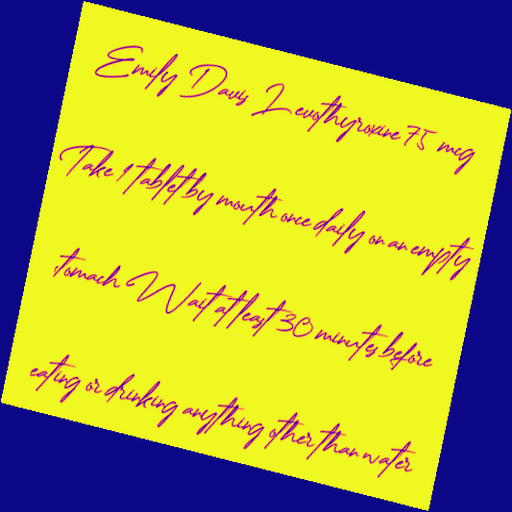 Emily Davis Levothyroxine 75 mcg
Take 1 tablet by mouth once daily on an empty
stomach Wait at least 30 minutes before
eating or drinking anything other than water